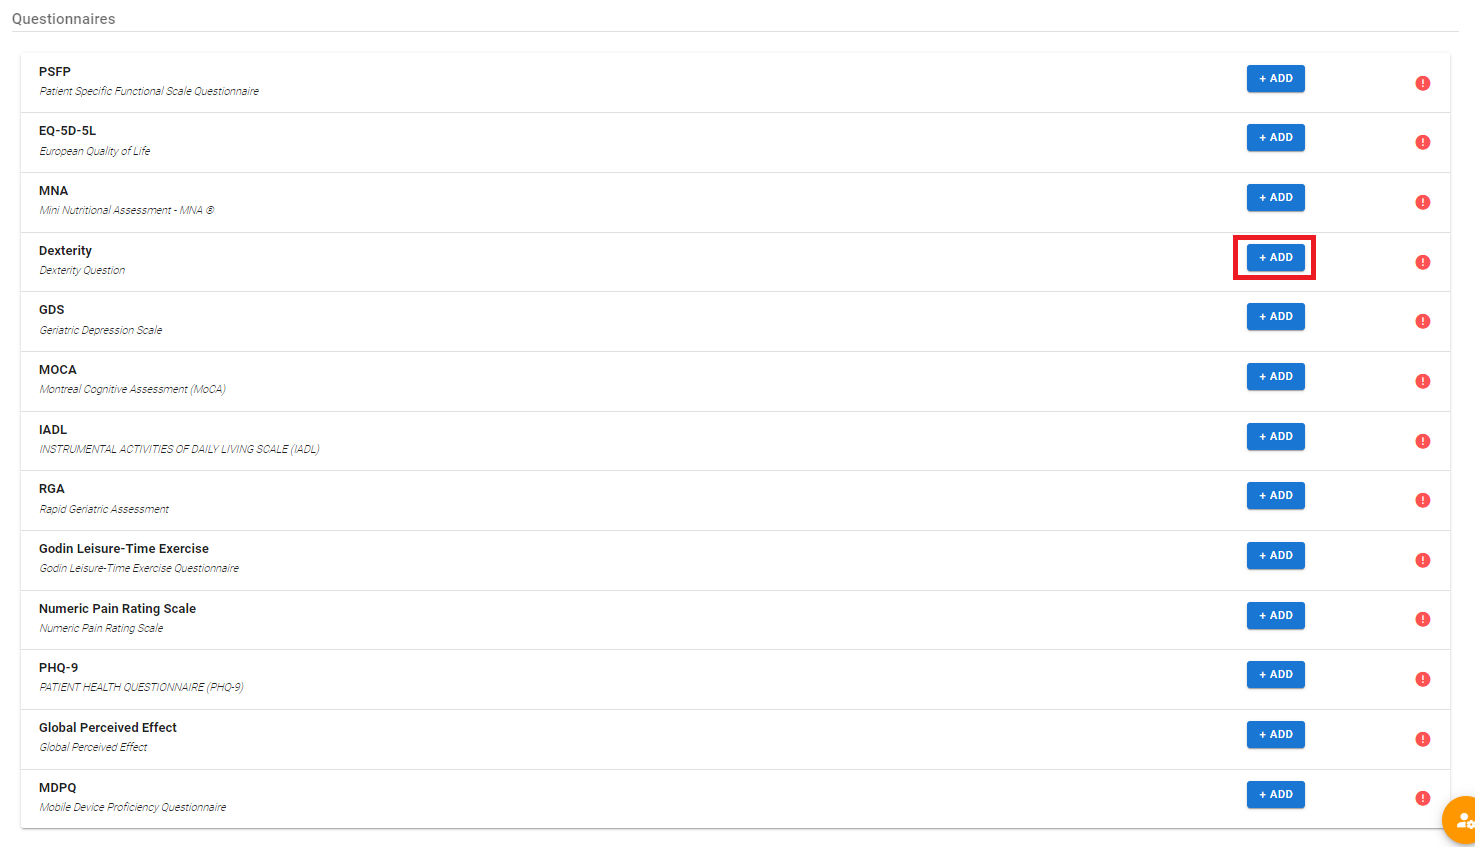 Questionnaires
PSFP
+ ADD
Patient Specific Functional Scale Questionnaire
EQ-5D-5L
+ ADD
European Quality of Life
MNA
+ ADD
Mini Nutritional Assessment - MNA ®
Dexterity
+ ADD
Dexterity Question
GDS
+ ADD
Geriatric Depression Scale
MOCA
+ ADD
Montreal Cognitive Assessment (MoCA)
IADL
+ ADD
INSTRUMENTAL ACTIVITIES OF DAILY LIVING SCALE (IADL)
RGA
+ ADD
Rapid Geriatric Assessment
Godin Leisure-Time Exercise
+ ADD
Godin Leisure-Time Exercise Questionnaire
Numeric Pain Rating Scale
+ ADD
Numeric Pain Rating Scale
PHQ-9
+ ADD
PATIENT HEALTH QUESTIONNAIRE (PHQ-9)
Global Perceived Effect
+ ADD
Global Perceived Effect
MDPQ
+ ADD
Mobile Device Proficiency Questionnaire